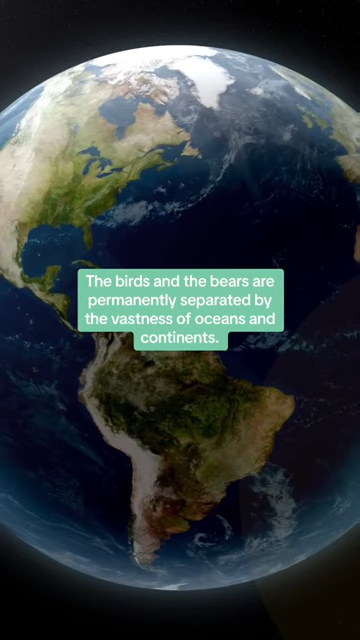 The birds and the bears are
permanently separated by
the vastness of oceans and
continents.